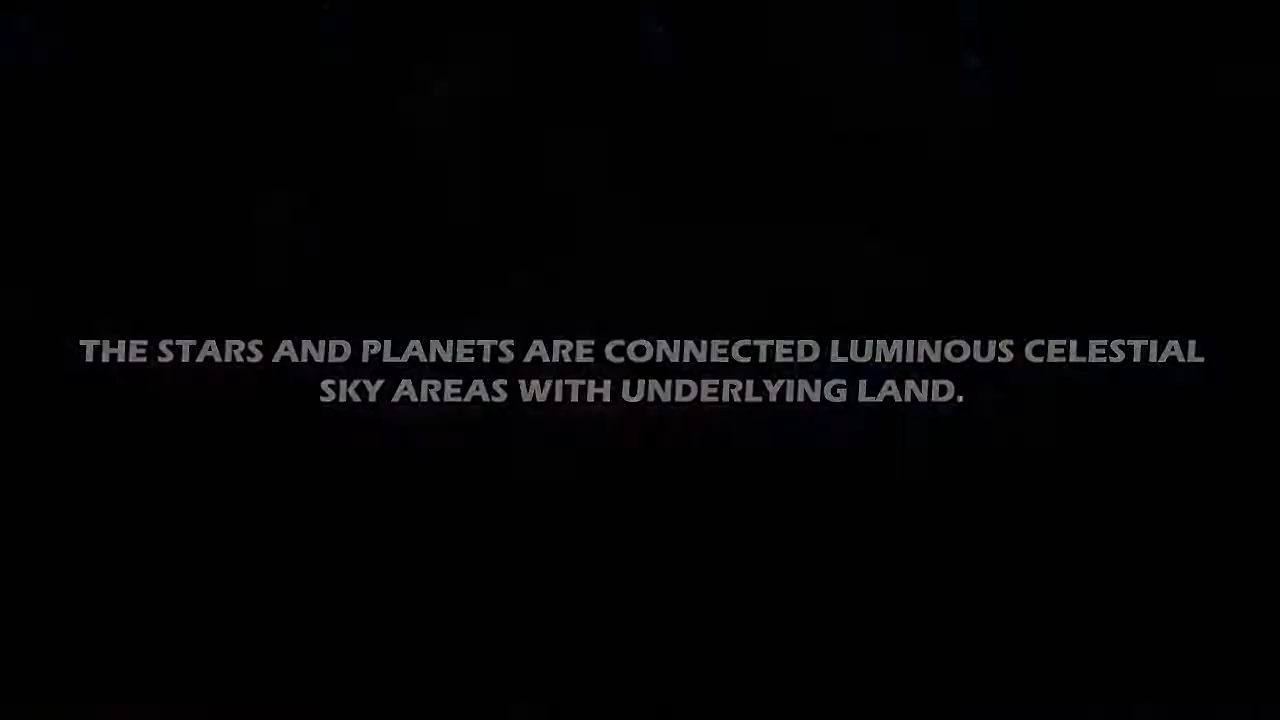 THE STARS AND PLANETS ARE CONNECTED LUMINOUS CELESTIAL
SKY AREAS WITH UNDERLYING LAND.